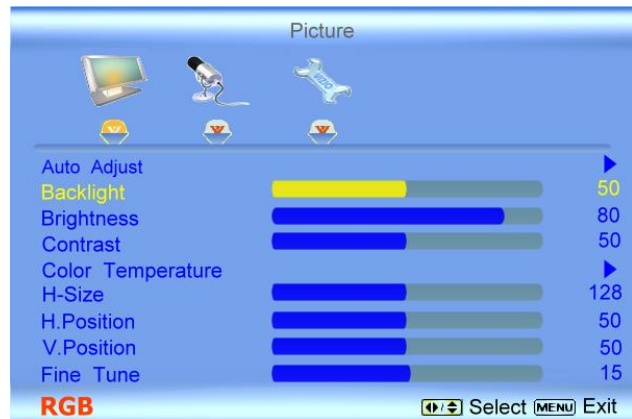 Picture
VIZIO
Auto Adjust
Backlight 50
Brightness 80
Contrast 50
Color Temperature
H-Size 128
H.Position 50
V.Position 50
Fine Tune 15
RGB Select MENU Exit